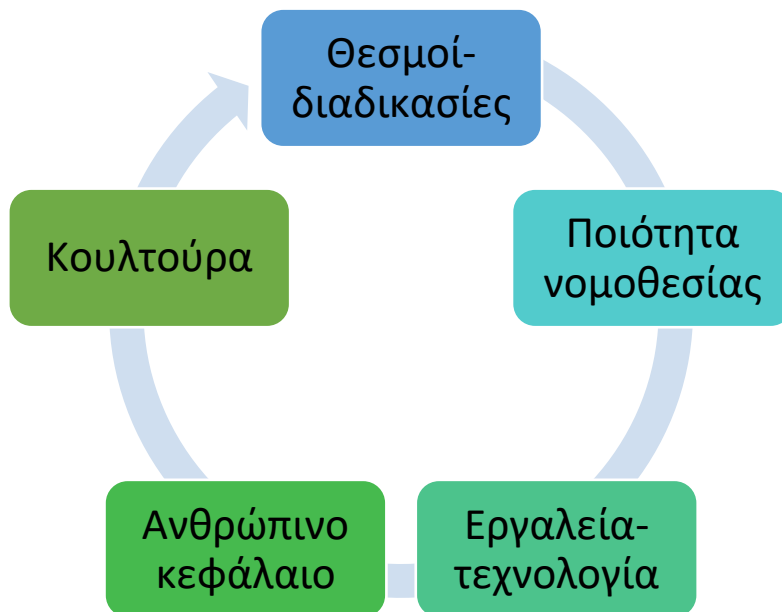 Θεσμοί-
διαδικασίες
Ποιότητα
νομοθεσίας
Εργαλεία-
τεχνολογία
Ανθρώπινο
κεφάλαιο
Κουλτούρα